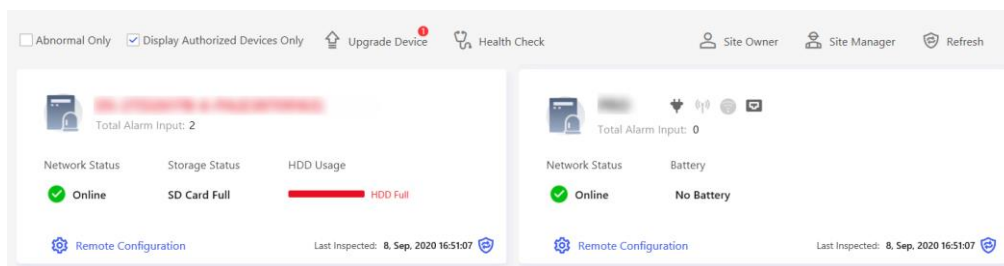 Abnormal Only Display Authorized Devices Only Upgrade Device 1 Health Check Site Owner Site Manager Refresh
Total Alarm Input: 2
Network Status Storage Status HDD Usage
Online SD Card Full HDD Full
Remote Configuration Last Inspected: 8, Sep, 2020 16:51:07
Total Alarm Input: 0
Network Status Battery
Online No Battery
Remote Configuration Last Inspected: 8, Sep, 2020 16:51:07